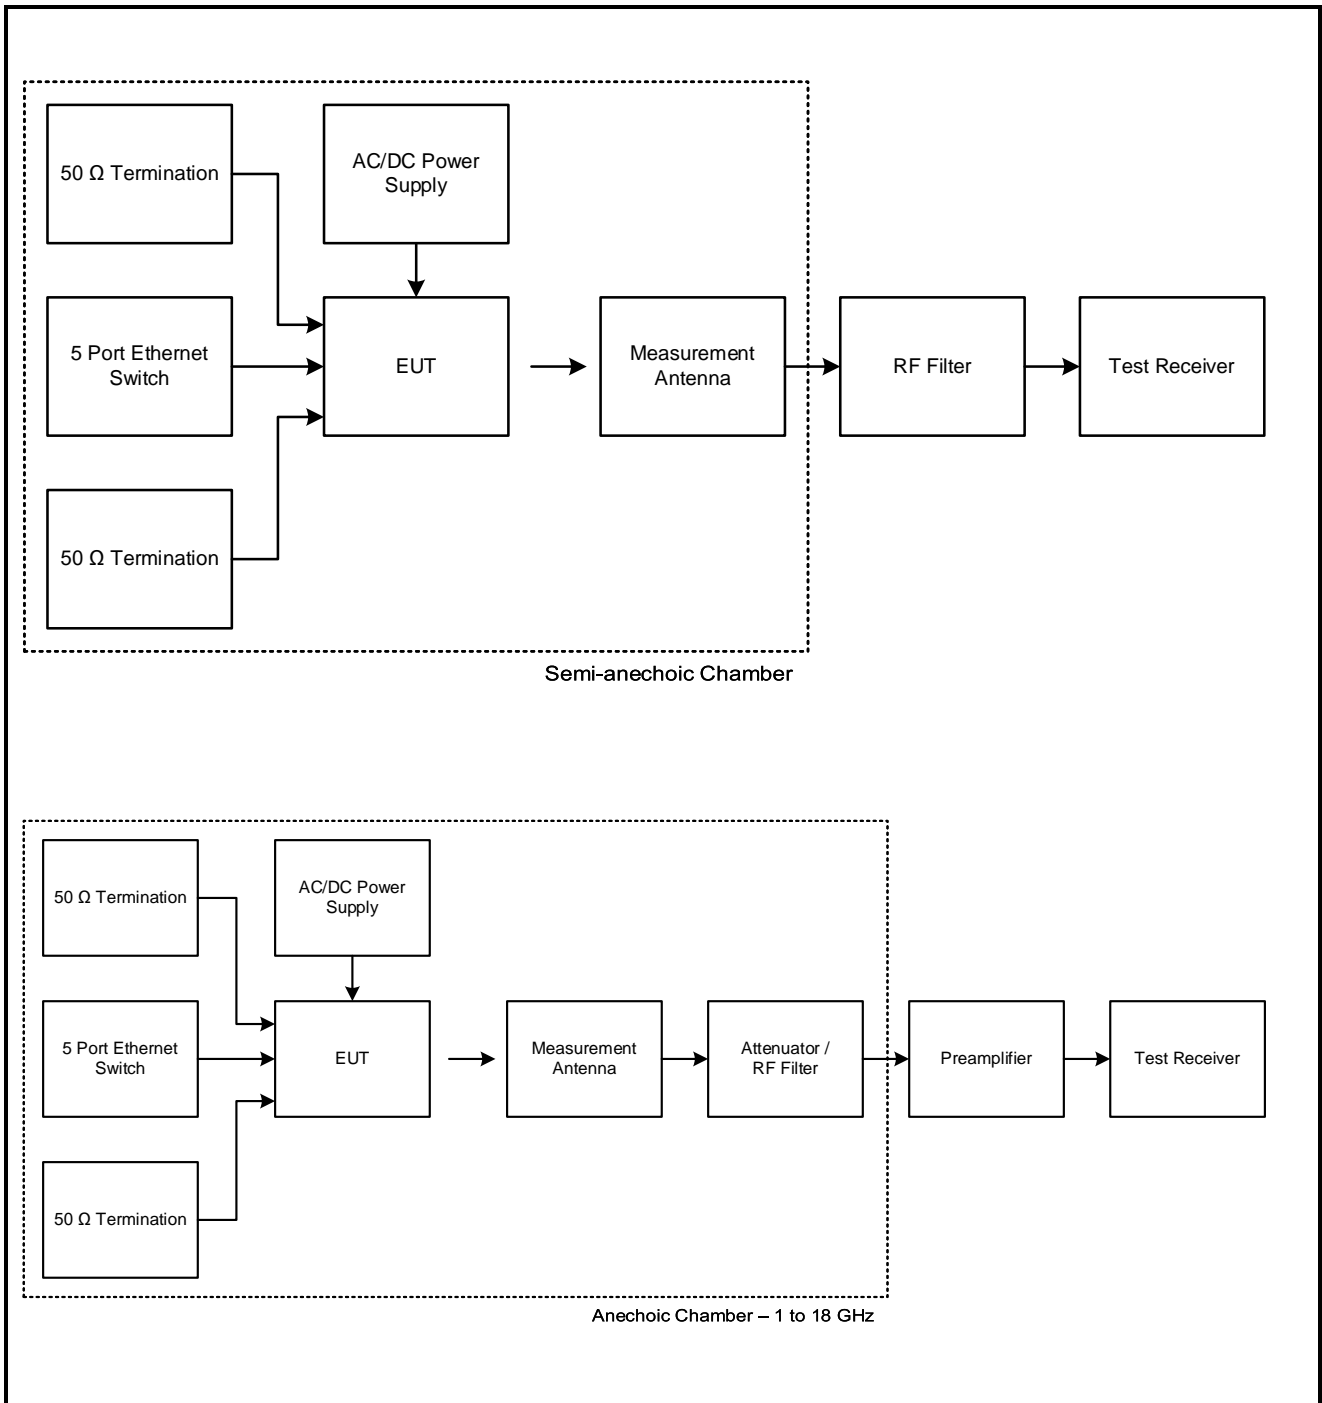 50 Ω Termination
AC/DC Power
Supply
5 Port Ethernet
Switch
EUT
Measurement
Antenna
RF Filter
Test Receiver
50 Ω Termination
Semi-anechoic Chamber
50 Ω Termination
AC/DC Power
Supply
5 Port Ethernet
Switch
EUT
Measurement
Antenna
Attenuator /
RF Filter
Preamplifier
Test Receiver
50 Ω Termination
Anechoic Chamber – 1 to 18 GHz